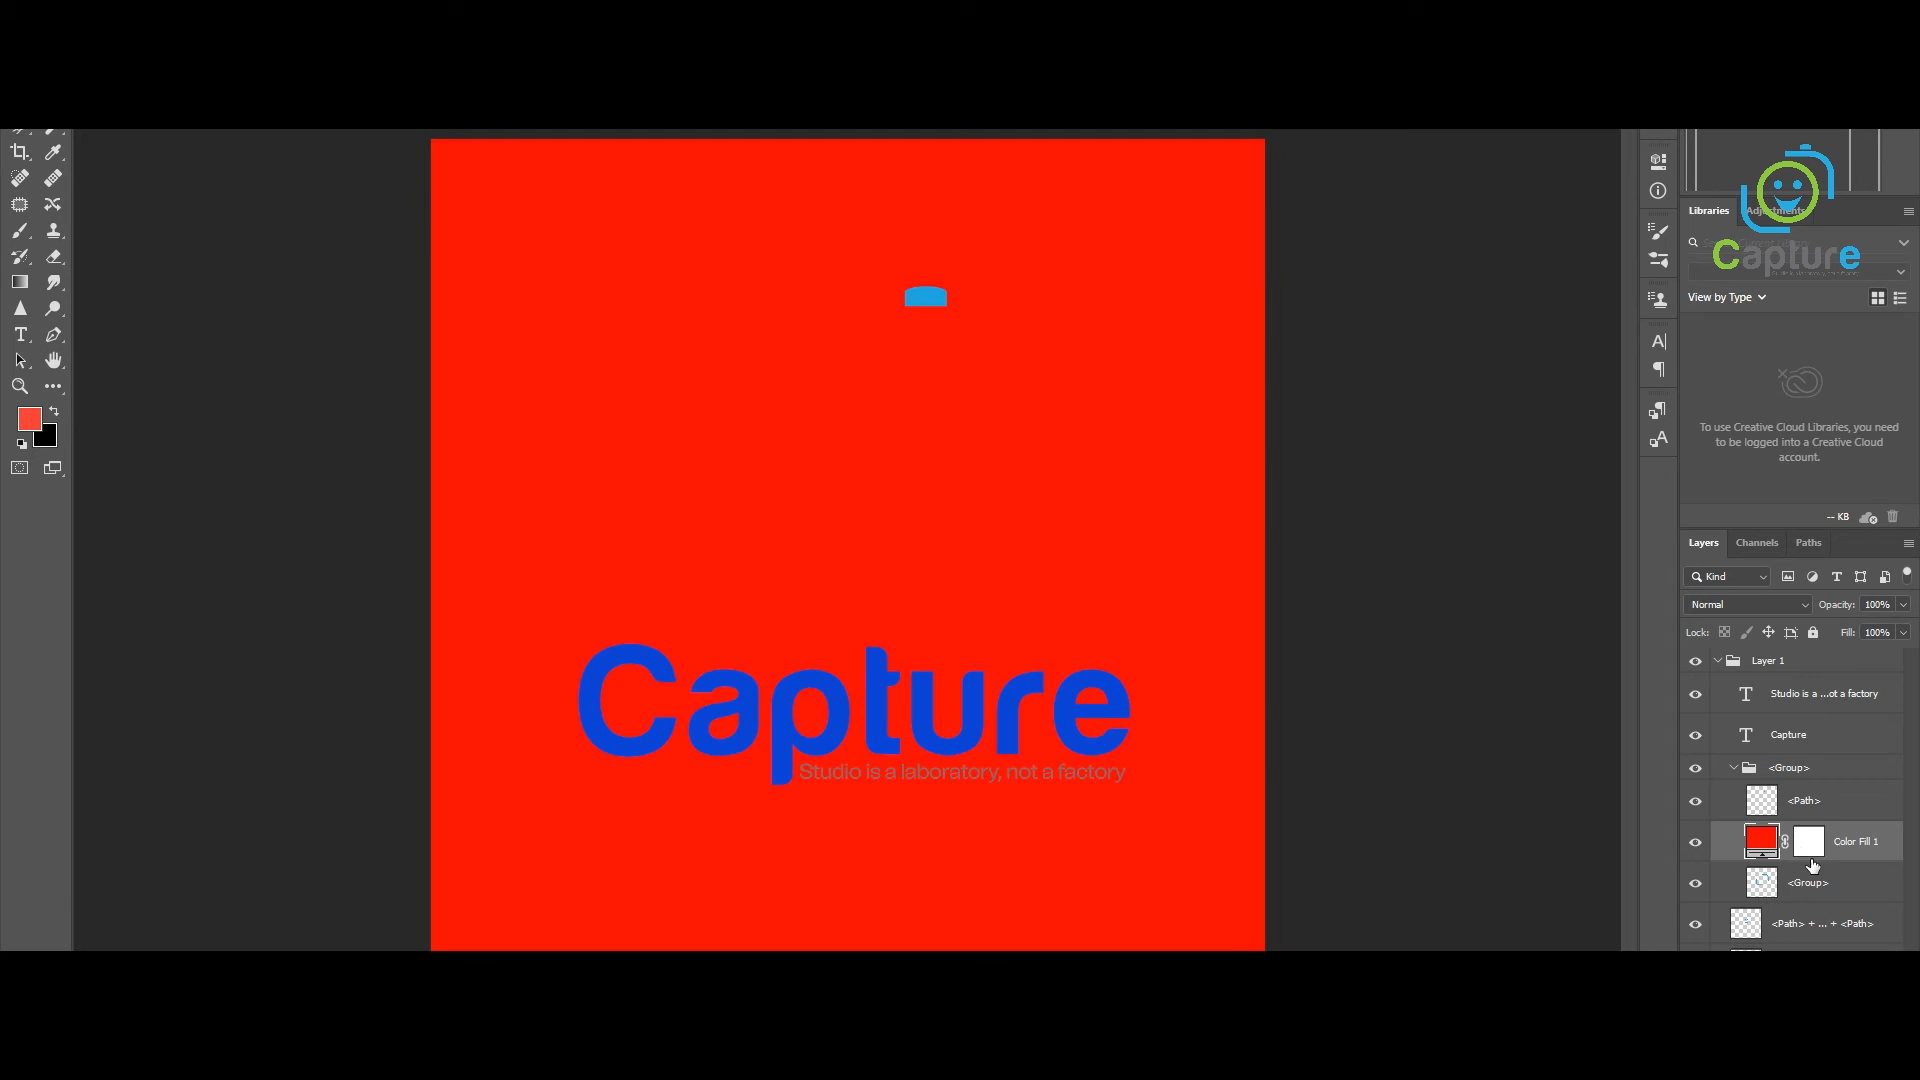 Libraries
Adjustments
Capture
View by Type
To use Creative Cloud Libraries, you need
to be logged into a Creative Cloud
account.
-- KB
Layers Channels Paths
Kind
Normal Opacity: 100%
Lock: Fill: 100%
Layer 1
Studio is a ...ot a factory
Capture
<Group>
<Path>
Color Fill 1
<Group>
<Path> + ... + <Path>
Capture
Studio is a laboratory, not a factory